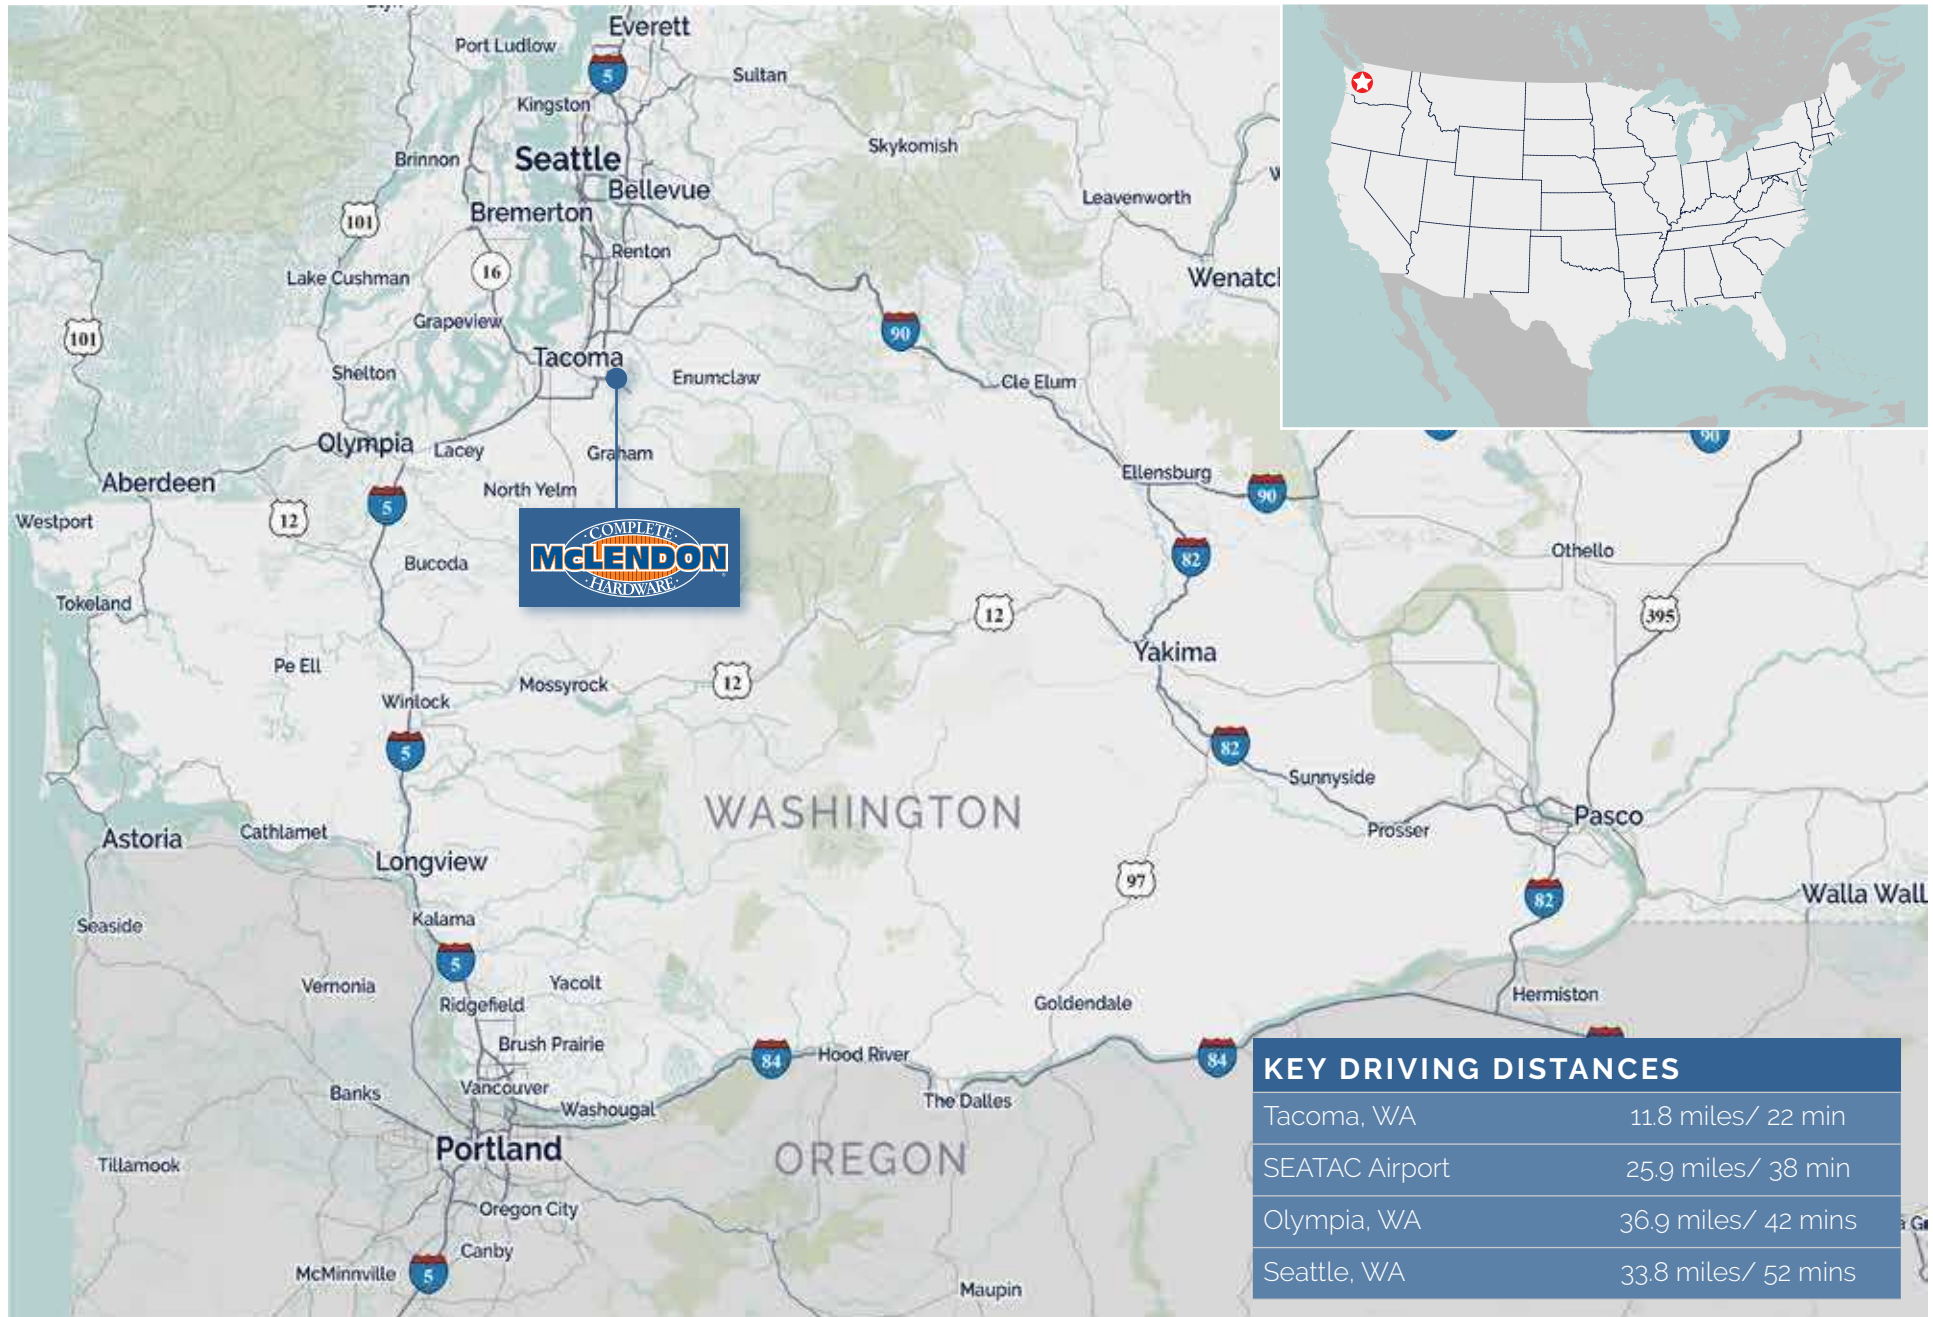 Everett
Port Ludlow
5
Sultan
Kingston
Skykomish
Seattle
Brinnon
Bellevue
Leavenworth
Bremerton
101
Renton
16
Lake Cushman
Wenatc
Grapeview
90
101
Tacoma
Shelton
Enumclaw
Cle Elum
Olympia
Lacey
Graham
90
Ellensburg
Aberdeen
North Yelm
90
5
Westport
12
COMPLETE
McLENDON
HARDWARE
Bucoda
82
Othello
Tokeland
12
395
Yakima
Pe Ell
Mossyrock
12
Winlock
5
82
Sunnyside
WASHINGTON
Pasco
Prosser
Astoria
Cathlamet
Longview
97
82
Walla Wall
Kalama
Seaside
5
Vernonia
Yacolt
Ridgefield
Goldendale
Hermiston
Brush Prairie
84
Hood River
84
Vancouver
Banks
Washougal
The Dalles
Portland
OREGON
Tillamook
Oregon City
Canby
McMinnville
5
Maupin
KEY DRIVING DISTANCES
Tacoma, WA 11.8 miles/ 22 min
SEATAC Airport 25.9 miles/ 38 min
Olympia, WA 36.9 miles/ 42 mins
Seattle, WA 33.8 miles/ 52 mins